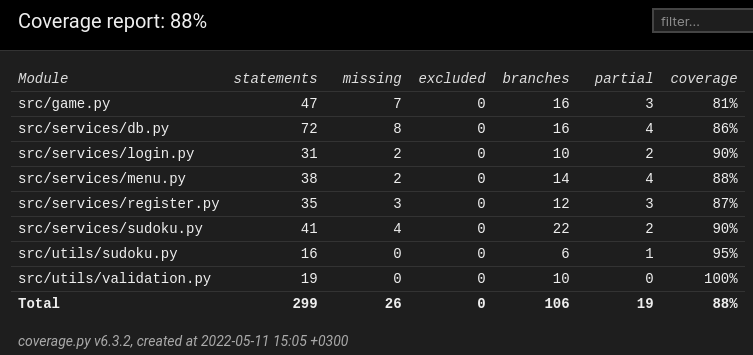 Coverage report: 88%
filter...
Module statements missing excluded branches partial coverage
src/game.py 47 7 0 16 3 81%
src/services/db.py 72 8 0 16 4 86%
src/services/login.py 31 2 0 10 2 90%
src/services/menu.py 38 2 0 14 4 88%
src/services/register.py 35 3 0 12 3 87%
src/services/sudoku.py 41 4 0 22 2 90%
src/utils/sudoku.py 16 0 0 6 1 95%
src/utils/validation.py 19 0 0 10 0 100%
Total 299 26 0 106 19 88%
coverage.py v6.3.2, created at 2022-05-11 15:05 +0300